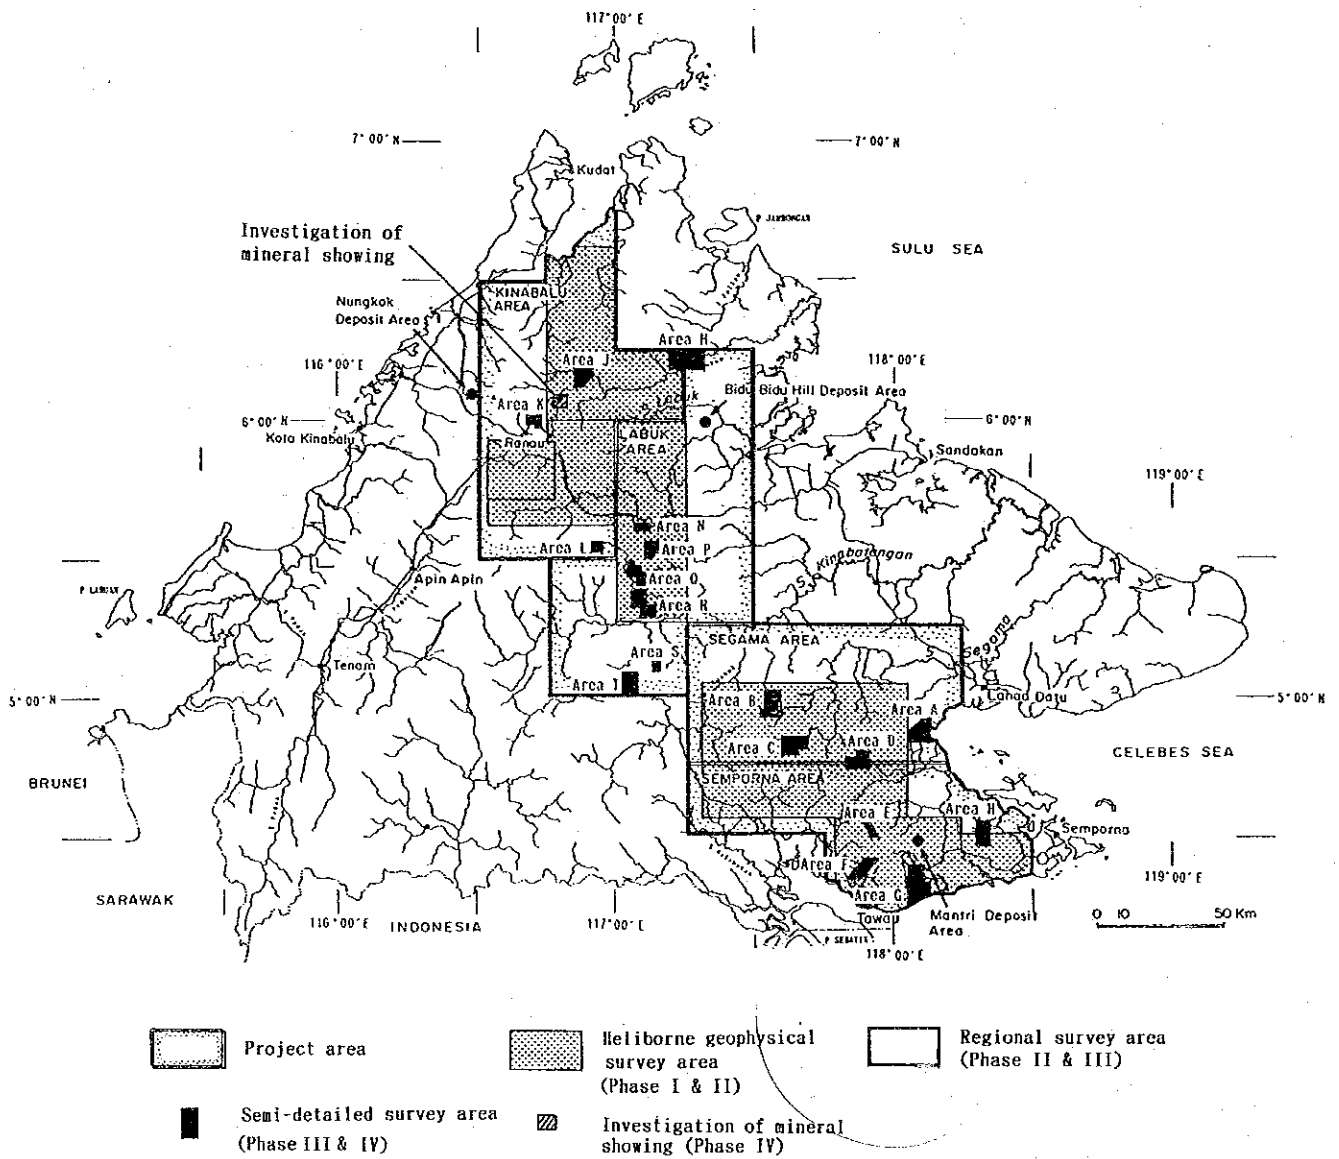 117°00' E
7° 00' N
7° 00' N
Kudat
P JAMBONGAN
Investigation of
mineral showing
SULU SEA
KINABALU
AREA
Nungkok
Deposit Area
Area H
116°00' E
Area J
118°00' E
Bidu Bidu Hill Deposit Area
Area K
6° 00' N
6° 00' N
Kota Kinabalu
Ranau
LABUK
AREA
Sandakan
119°00' E
Area N
Area L
Area P
S. Kinabatangan
Apin Apin
Area Q
P LABUAN
Area R
SEGAMA AREA
Segama
Tenom
Area S
Area T
Lahad Datu
5° 00' N
5° 00' N
Area B
Area A
Area C
Area D
CELEBES SEA
BRUNEI
SEMPORNA AREA
Area E
Area H
Semporna
Area F
119°00' E
SARAWAK
Area G
116°00' E
INDONESIA
117°00' E
Tawau
Mantri Deposit
Area
0 10 50 Km
P SEBATIK
118°00' E
Project area
Heliborne geophysical
survey area
(Phase I & II)
Regional survey area
(Phase II & III)
Semi-detailed survey area
(Phase III & IV)
Investigation of mineral
showing (Phase IV)